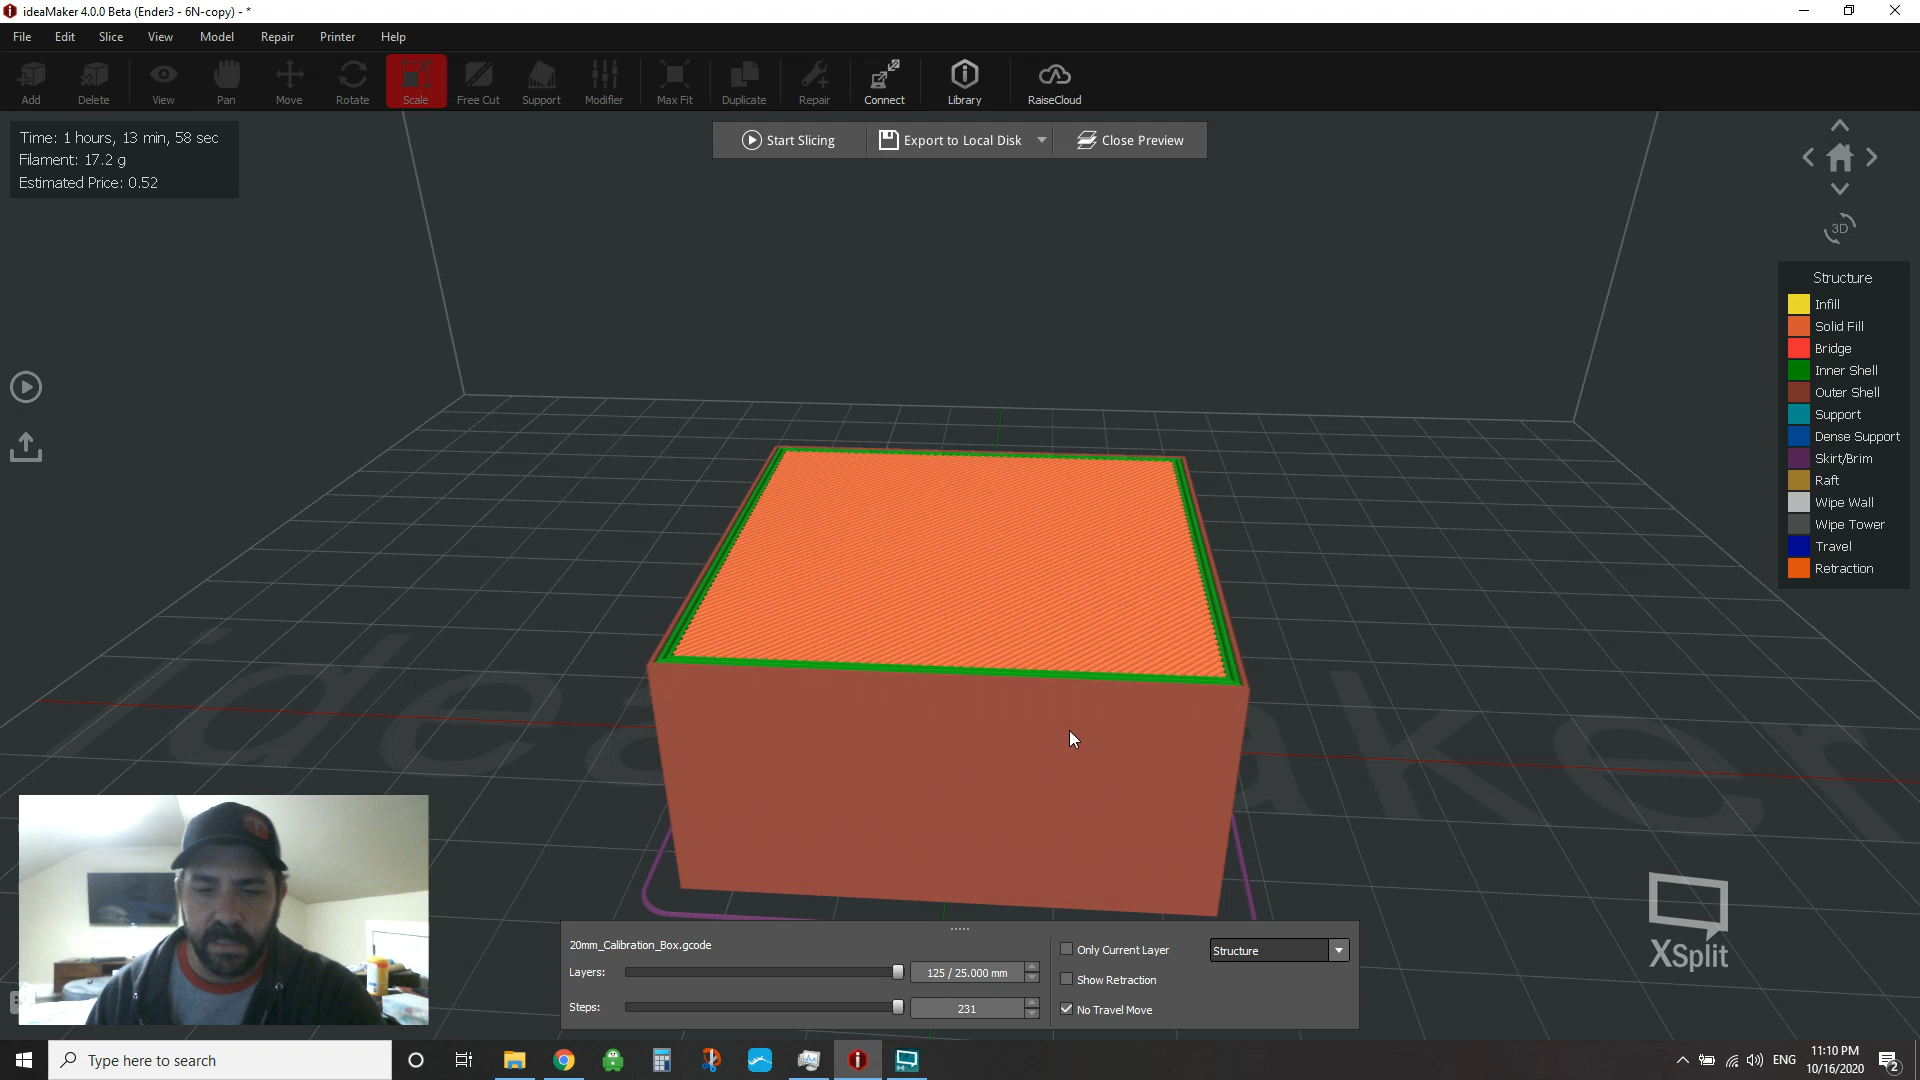 ideaMaker 4.0.0 Beta (Ender3 - 6N-copy) - *
File Edit Slice View Model Repair Printer Help
Add Delete View Pan Move Rotate Scale Free Cut Support Modifier Max Fit Duplicate Repair Connect Library RaiseCloud
Time: 1 hours, 13 min, 58 sec
Filament: 17.2 g
Estimated Price: 0.52
Start Slicing Export to Local Disk Close Preview
3D
Structure
Infill
Solid Fill
Bridge
Inner Shell
Outer Shell
Support
Dense Support
Skirt/Brim
Raft
Wipe Wall
Wipe Tower
Travel
Retraction
ideaMaker
XSplit
20mm_Calibration_Box.gcode
Layers: 125 / 25.000 mm
Steps: 231
Only Current Layer Structure
Show Retraction
No Travel Move
Type here to search
ENG
11:10 PM
10/16/2020
2